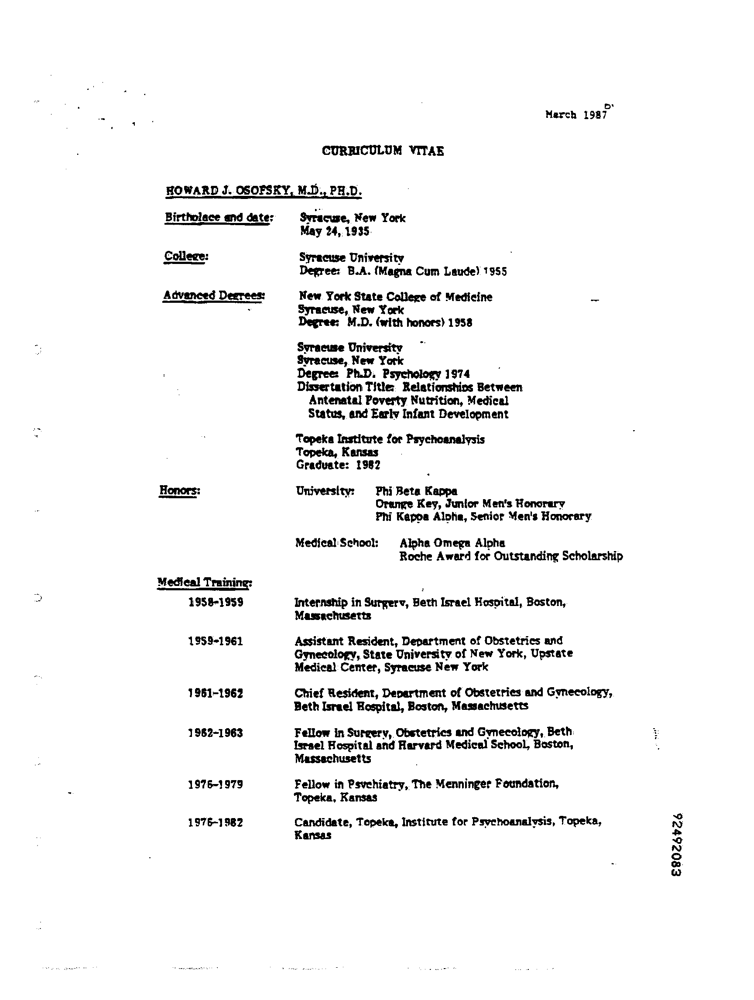 March 1987
CURRICULUM VITAE
HOWARD J. OSOFSKY, M.D., PH.D.
Birthplace and date:
Syracuse, New York
May 24, 1935
College:
Syracuse University
Degree: B.A. (Magna Cum Laude) 1955
Advanced Degrees:
New York State College of Medicine
Syracuse, New York
Degree: M.D. (with honors) 1958
Syracuse University
Syracuse, New York
Degree: Ph.D. Psychology 1974
Dissertation Title: Relationships Between
Antenatal Poverty Nutrition, Medical
Status, and Early Infant Development
Topeka Institute for Psychoanalysis
Topeka, Kansas
Graduate: 1982
Honors:
University: Phi Beta Kappa
Orange Key, Junior Men's Honorary
Phi Kappa Alpha, Senior Men's Honorary
Medical School: Alpha Omega Alpha
Roche Award for Outstanding Scholarship
Medical Training:
1958-1959 Internship in Surgery, Beth Israel Hospital, Boston,
Massachusetts
1959-1961 Assistant Resident, Department of Obstetrics and
Gynecology, State University of New York, Upstate
Medical Center, Syracuse New York
1961-1962 Chief Resident, Department of Obstetrics and Gynecology,
Beth Israel Hospital, Boston, Massachusetts
1962-1963 Fellow in Surgery, Obstetrics and Gynecology, Beth
Israel Hospital and Harvard Medical School, Boston,
Massachusetts
1976-1979 Fellow in Psychiatry, The Menninger Foundation,
Topeka, Kansas
1976-1982 Candidate, Topeka, Institute for Psychoanalysis, Topeka,
Kansas
92492083